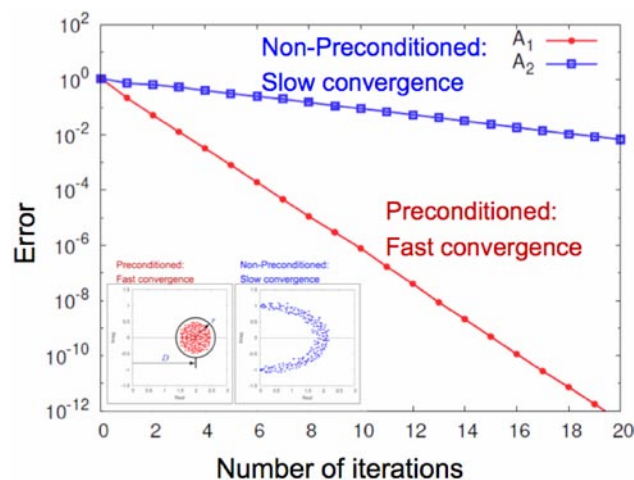 10^2
10^0
10^-2
10^-4
10^-6
10^-8
10^-10
10^-12
Error
Non-Preconditioned:
Slow convergence
A_1
A_2
Preconditioned:
Fast convergence
Preconditioned:
Fast convergence
Non-Preconditioned:
Slow convergence
r
D
0 2 4 6 8 10 12 14 16 18 20
Number of iterations